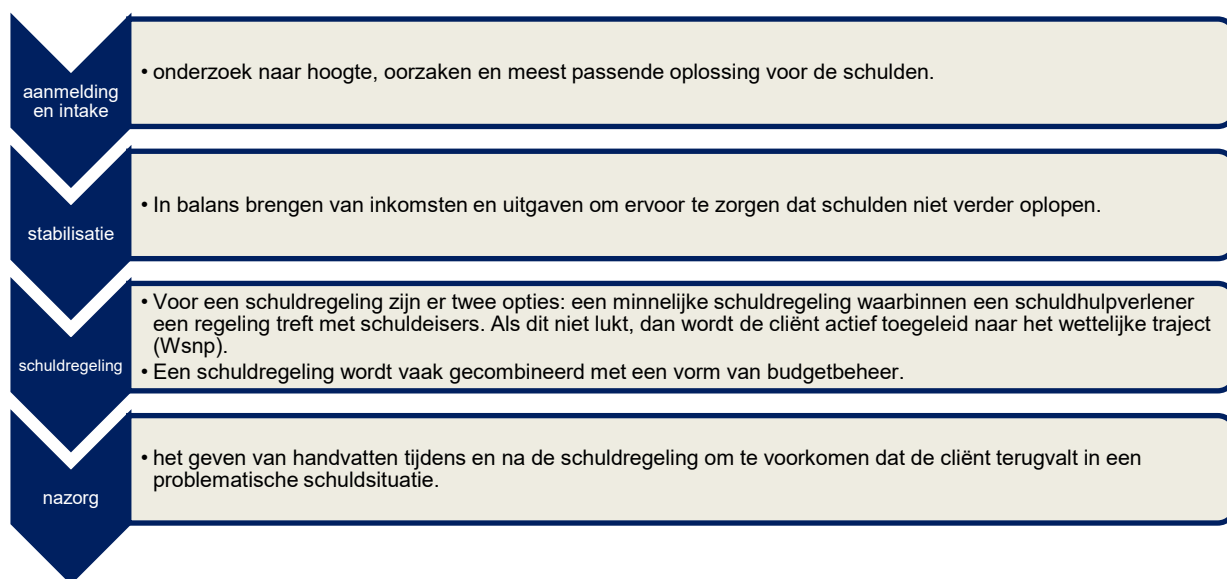 aanmelding
en intake
• onderzoek naar hoogte, oorzaken en meest passende oplossing voor de schulden.
stabilisatie
• In balans brengen van inkomsten en uitgaven om ervoor te zorgen dat schulden niet verder oplopen.
schuldregeling
• Voor een schuldregeling zijn er twee opties: een minnelijke schuldregeling waarbinnen een schuldhulpverlener
een regeling treft met schuldeisers. Als dit niet lukt, dan wordt de cliënt actief toegeleid naar het wettelijke traject
(Wsnp).
• Een schuldregeling wordt vaak gecombineerd met een vorm van budgetbeheer.
nazorg
• het geven van handvatten tijdens en na de schuldregeling om te voorkomen dat de cliënt terugvalt in een
problematische schuldsituatie.